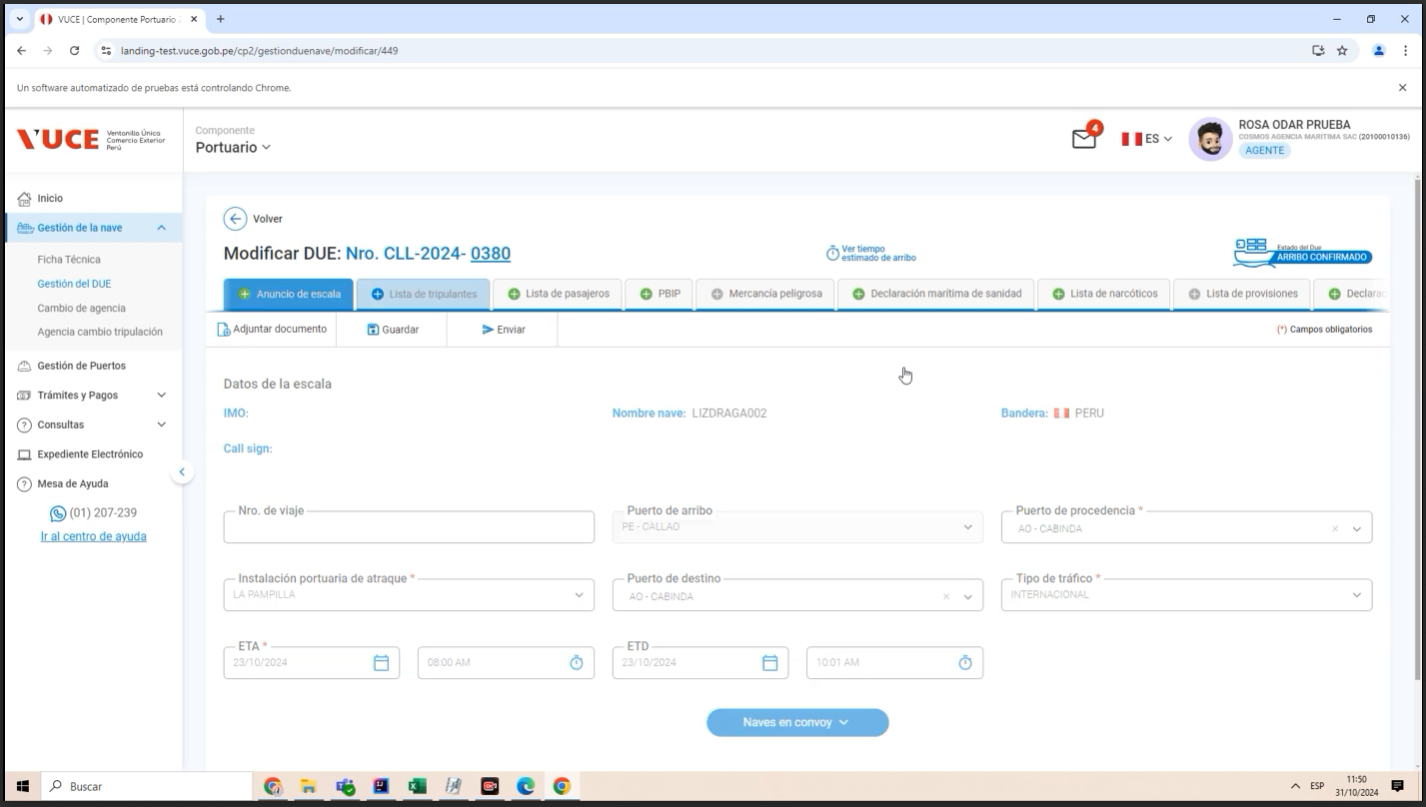 VUCE | Componente Portuario
landing-test.vuce.gob.pe/cp2/gestionduenave/modificar/449
Un software automatizado de pruebas está controlando Chrome.
VUCE
Ventanilla Única
Comercio Exterior
Perú
Componente
Portuario
4
ES
ROSA ODAR PRUEBA
COSMOS AGENCIA MARITIMA SAC (20100010136)
AGENTE
Inicio
Gestión de la nave
Ficha Técnica
Gestión del DUE
Cambio de agencia
Agencia cambio tripulación
Gestión de Puertos
Trámites y Pagos
Consultas
Expediente Electrónico
Mesa de Ayuda
(01) 207-239
Ir al centro de ayuda
Volver
Modificar DUE: Nro. CLL-2024- 0380
Ver tiempo
estimado de arribo
Estado del Due
ARRIBO CONFIRMADO
Anuncio de escala
Lista de tripulantes
Lista de pasajeros
PBIP
Mercancía peligrosa
Declaración marítima de sanidad
Lista de narcóticos
Lista de provisiones
Declarac
Adjuntar documento
Guardar
Enviar
(*) Campos obligatorios
Datos de la escala
IMO:
Nombre nave: LIZDRAGA002
Bandera: PERU
Call sign:
Nro. de viaje
Puerto de arribo
PE - CALLAO
Puerto de procedencia *
AO - CABINDA
Instalación portuaria de atraque *
LA PAMPILLA
Puerto de destino
AO - CABINDA
Tipo de tráfico *
INTERNACIONAL
ETA *
23/10/2024
08:00 AM
ETD
23/10/2024
10:01 AM
Naves en convoy
Buscar
ESP
11:50
31/10/2024